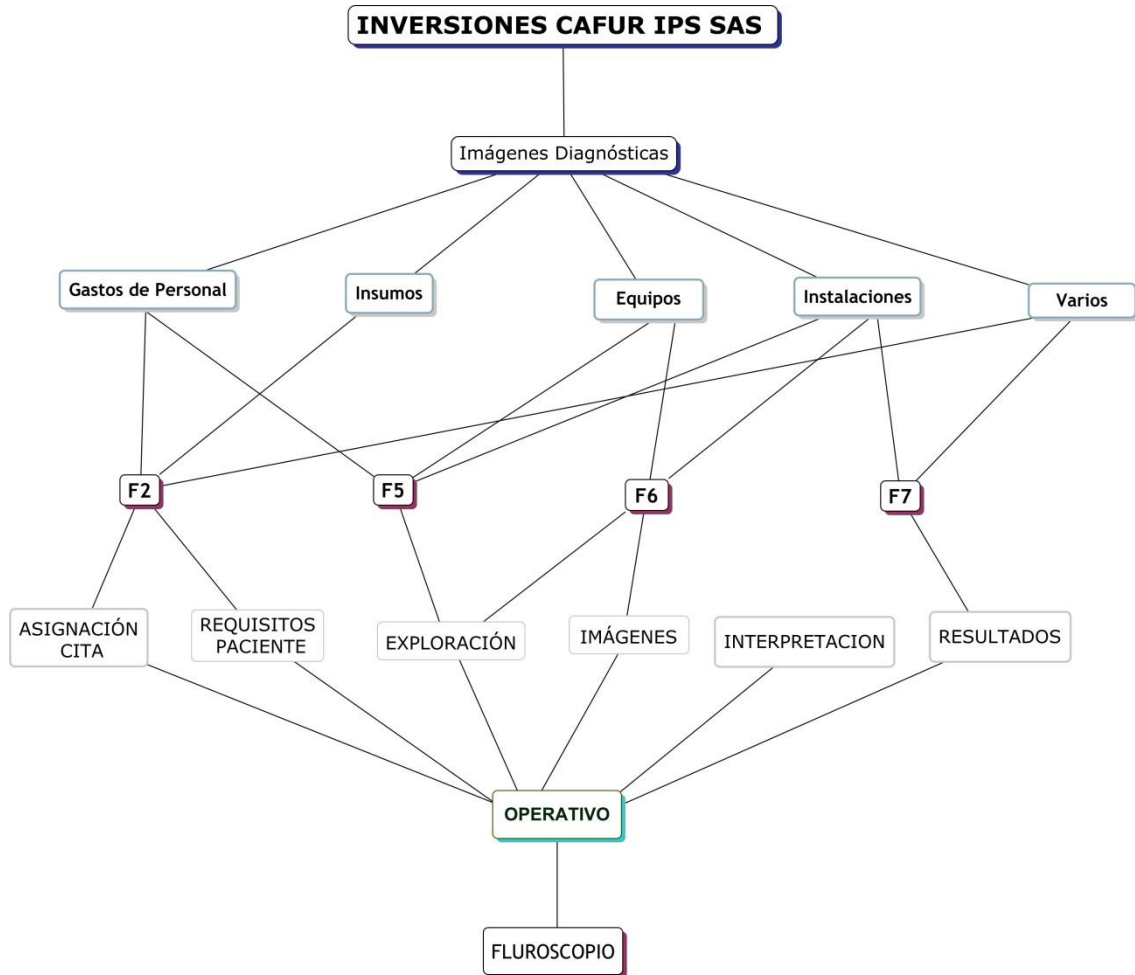 INVERSIONES CAFUR IPS SAS
Imágenes Diagnósticas
Gastos de Personal
Insumos
Equipos
Instalaciones
Varios
F2
F5
F6
F7
ASIGNACIÓN
CITA
REQUISITOS
PACIENTE
EXPLORACIÓN
IMÁGENES
INTERPRETACION
RESULTADOS
OPERATIVO
FLUROSCOPIO